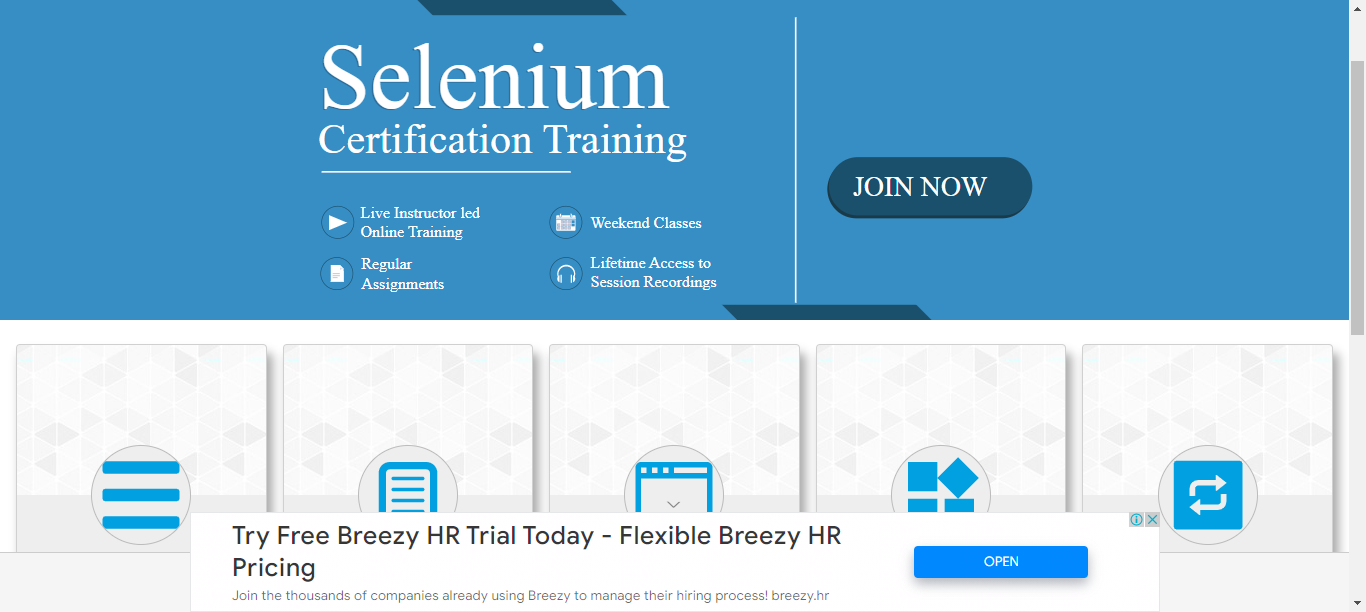 Selenium
Certification Training
Live Instructor led
Online Training
Weekend Classes
Regular
Assignments
Lifetime Access to
Session Recordings
JOIN NOW
Try Free Breezy HR Trial Today - Flexible Breezy HR
Pricing
Join the thousands of companies already using Breezy to manage their hiring process! breezy.hr
OPEN